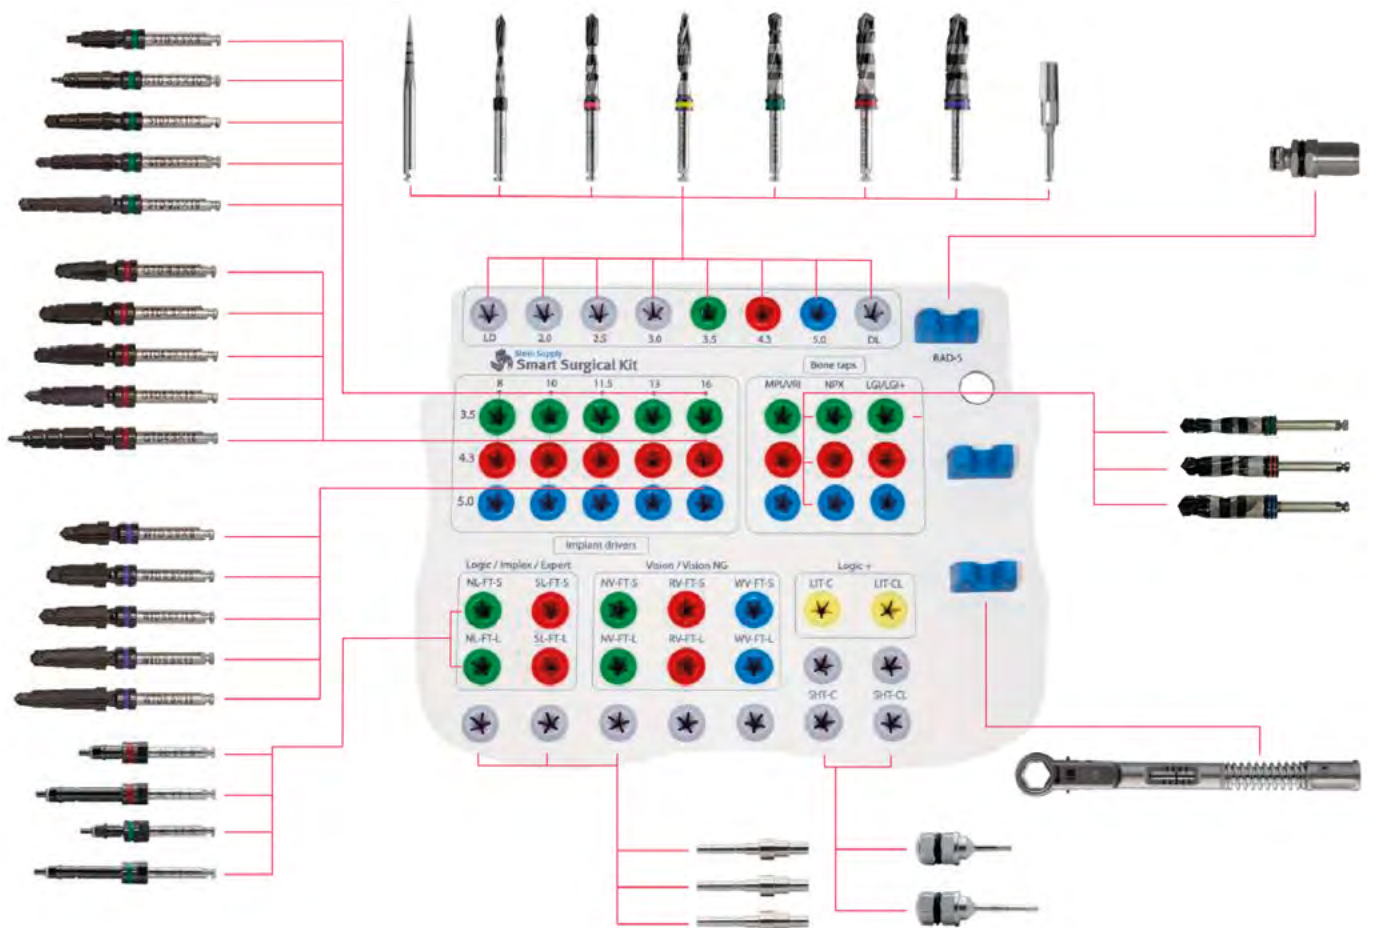 LD 2.0 2.5 3.0 3.5 4.3 5.0 DL
RAD-S
Stein Supply
Smart Surgical Kit
Bone taps
8 10 11.5 13 16
MPI/VRI NPX LGI/LGI+
3.5
4.3
5.0
Implant drivers
Logic / Implex / Expert
Vision / Vision NG
Logic +
NL-FT-S SL-FT-S NV-FT-S RV-FT-S WV-FT-S LIT-C LIT-CL
NL-FT-L SL-FT-L NV-FT-L RV-FT-L WV-FT-L
SHT-C SHT-CL